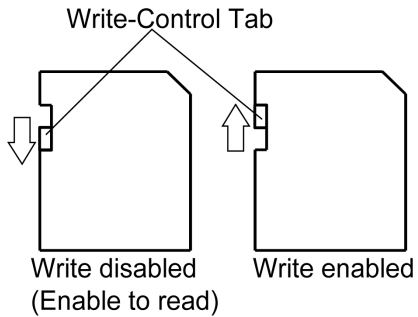 Write-Control Tab
Write disabled
(Enable to read)
Write enabled